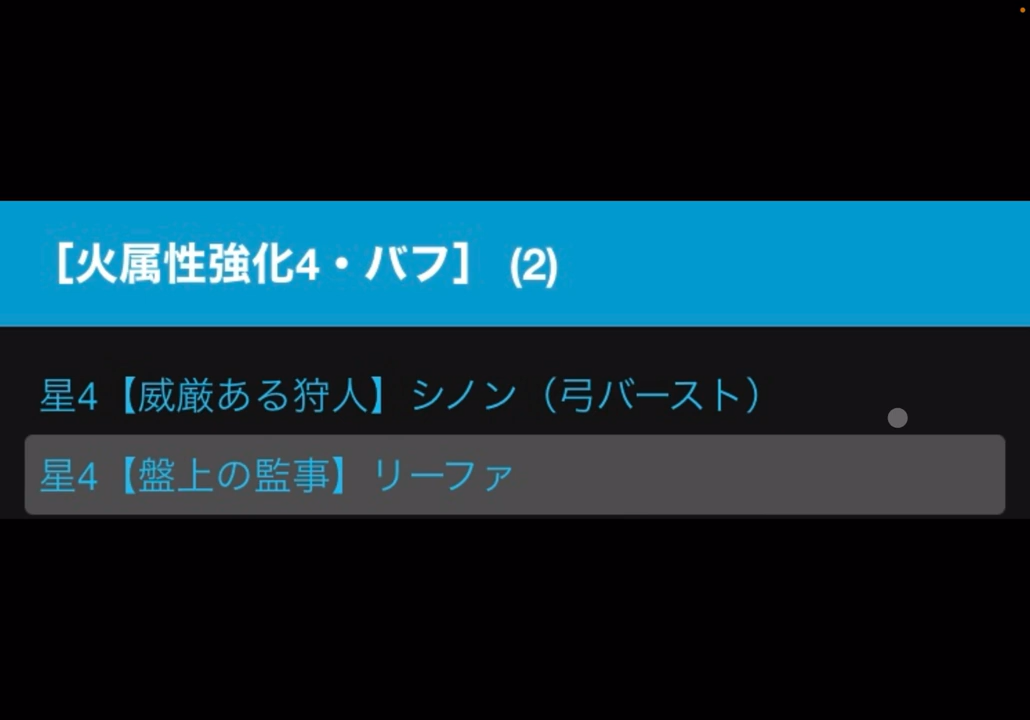 ［火属性強化4・バフ］ (2)
星4【威厳ある狩人】シノン（弓バースト）
星4【盤上の監事】リーファ